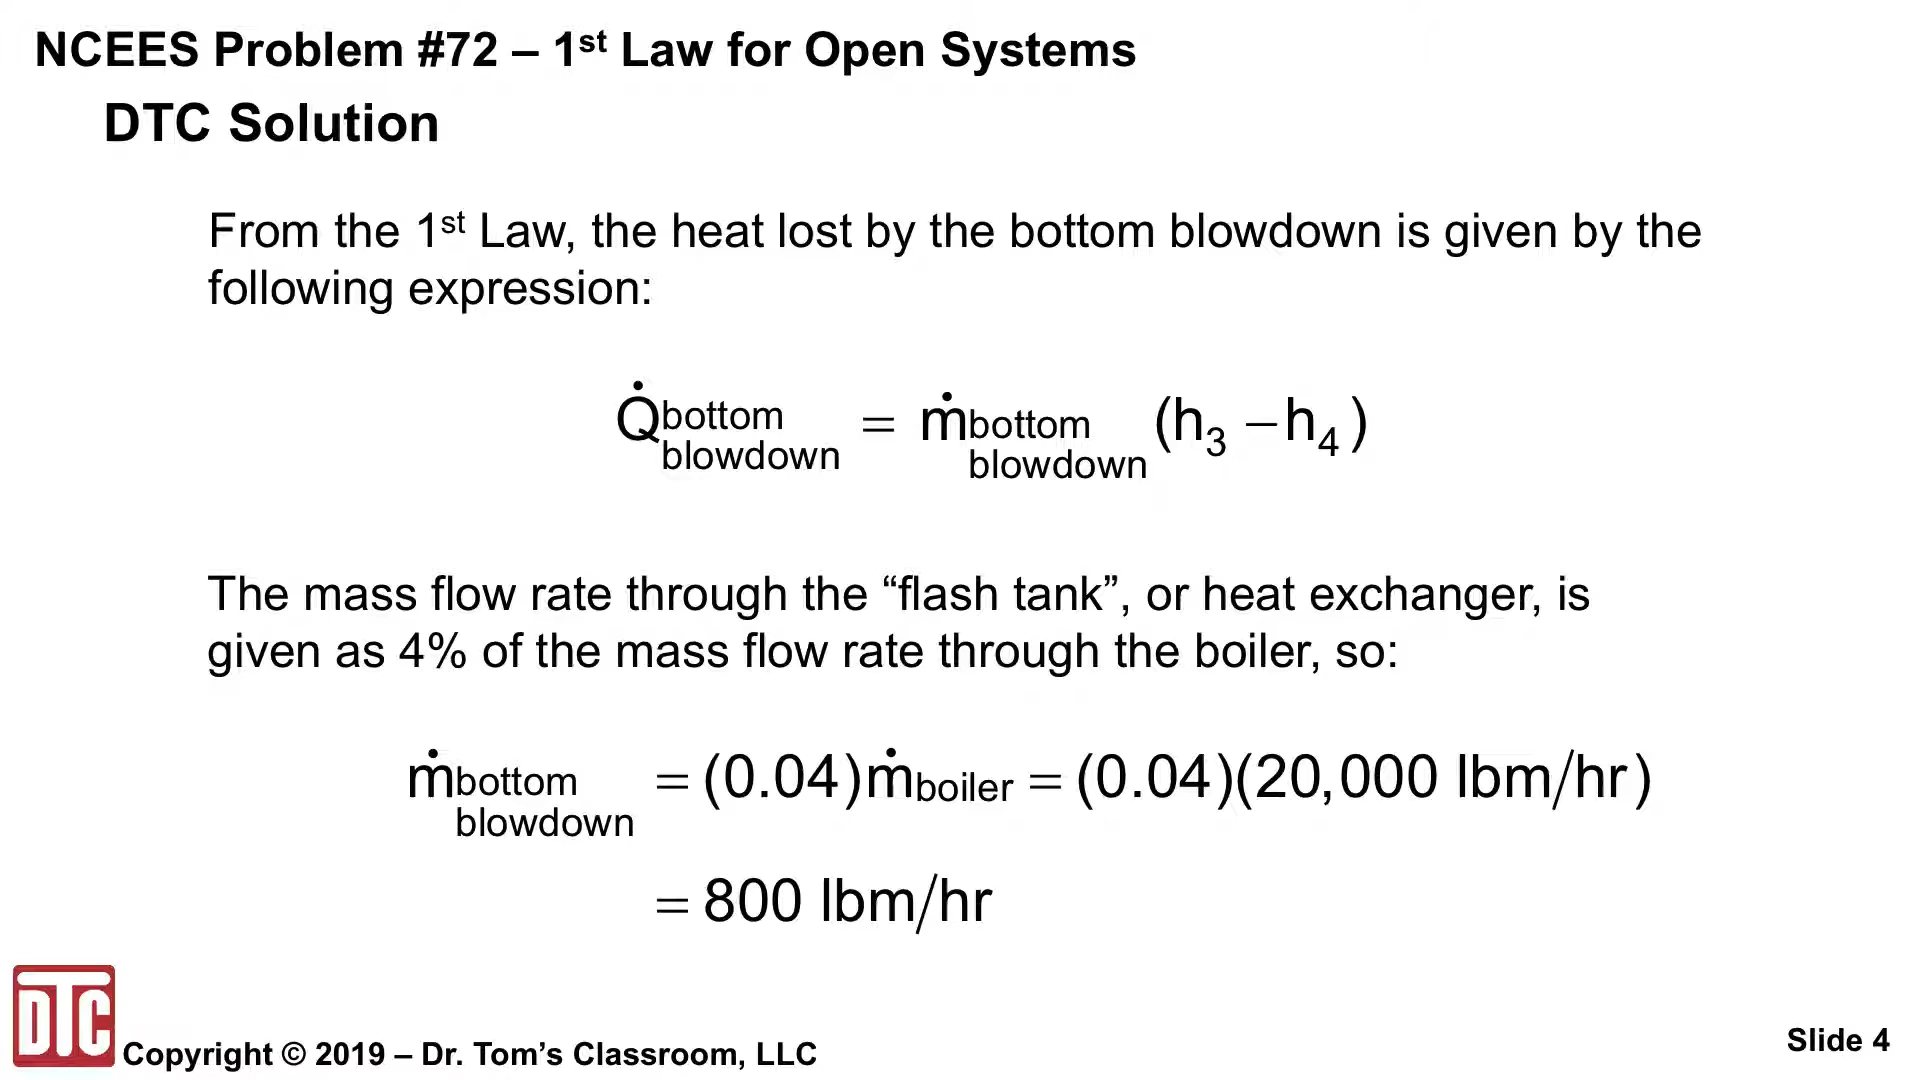 NCEES Problem #72 – 1st Law for Open Systems
DTC Solution
From the 1st Law, the heat lost by the bottom blowdown is given by the
following expression:
Q̇bottom blowdown = ṁbottom blowdown (h3 − h4)
The mass flow rate through the “flash tank”, or heat exchanger, is
given as 4% of the mass flow rate through the boiler, so:
ṁbottom blowdown = (0.04)ṁboiler = (0.04)(20,000 lbm/hr)
= 800 lbm/hr
DTC
Copyright © 2019 – Dr. Tom’s Classroom, LLC
Slide 4